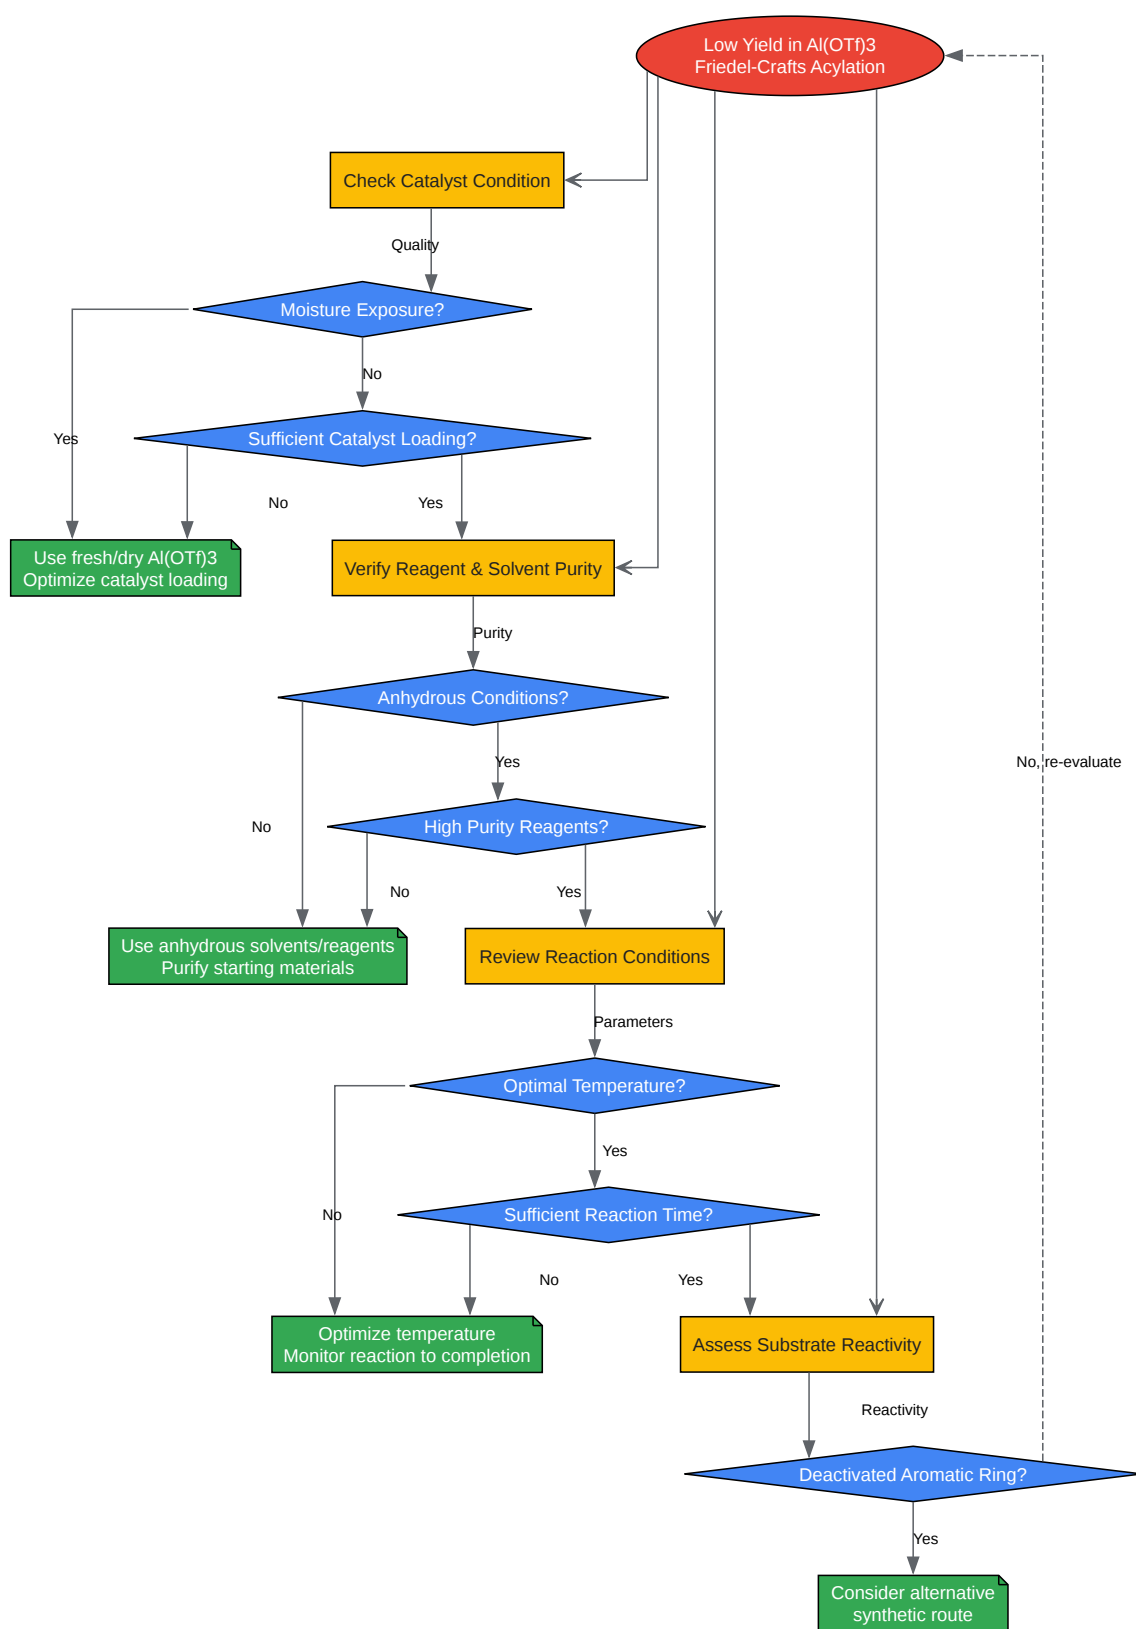 Low Yield in Al(OTf)3
Friedel-Crafts Acylation
Check Catalyst Condition
Quality
Moisture Exposure?
No
Yes
Sufficient Catalyst Loading?
No
Yes
Use fresh/dry Al(OTf)3
Optimize catalyst loading
Verify Reagent & Solvent Purity
Purity
Anhydrous Conditions?
Yes
No, re-evaluate
No
High Purity Reagents?
No
Yes
Use anhydrous solvents/reagents
Purify starting materials
Review Reaction Conditions
Parameters
Optimal Temperature?
Yes
No
Sufficient Reaction Time?
No
Yes
Optimize temperature
Monitor reaction to completion
Assess Substrate Reactivity
Reactivity
Deactivated Aromatic Ring?
Yes
Consider alternative
synthetic route